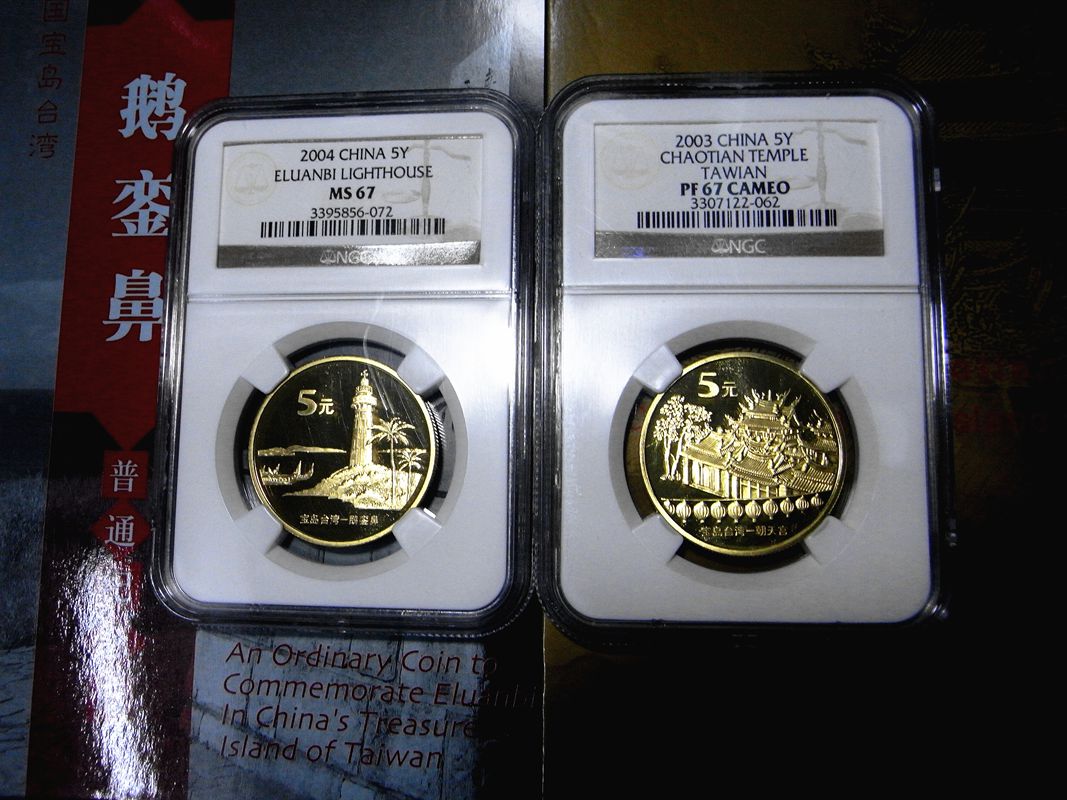 国宝岛台湾
鹅
銮
鼻
普
通
2004 CHINA 5Y
ELUANBI LIGHTHOUSE
MS 67
3395856-072
NGC
5元
宝岛台湾－鹅銮鼻
2003 CHINA 5Y
CHAOTIAN TEMPLE
TAWIAN
PF 67 CAMEO
3307122-062
NGC
5元
宝岛台湾－朝天宫
An Ordinary Coin to
Commemorate Eluanbi
In China's Treasure
Island of Taiwan